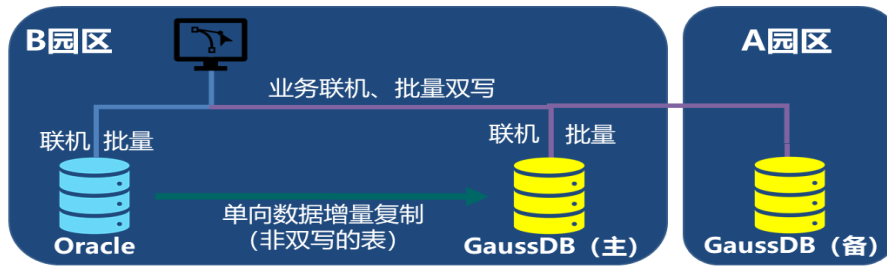 B园区
A园区
业务联机、批量双写
联机 批量
联机 批量
单向数据增量复制
（非双写的表）
Oracle
GaussDB（主）
GaussDB（备）